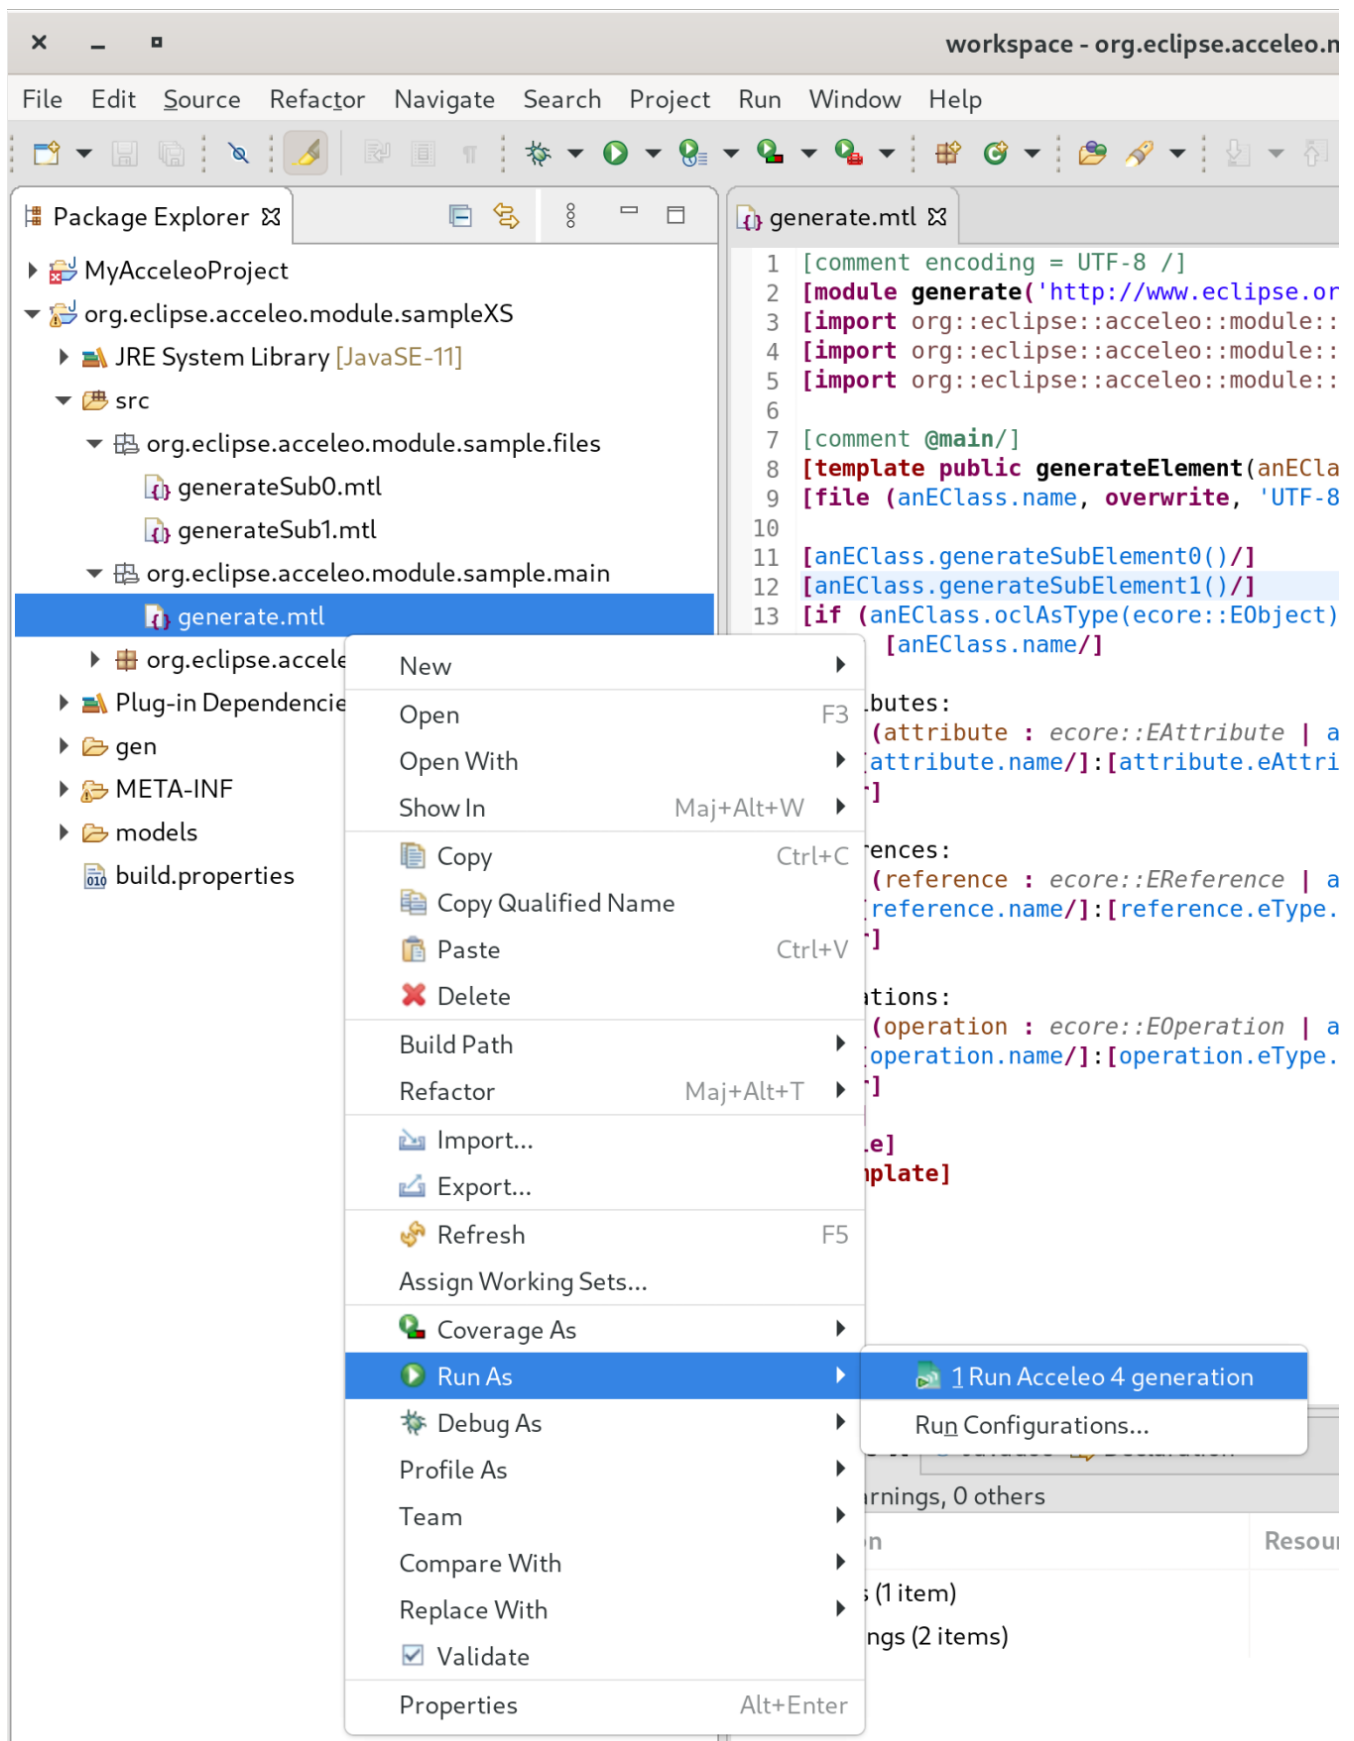 workspace - org.eclipse.acceleo.m
File Edit Source Refactor Navigate Search Project Run Window Help
Package Explorer
MyAcceleoProject
org.eclipse.acceleo.module.sampleXS
JRE System Library [JavaSE-11]
src
org.eclipse.acceleo.module.sample.files
generateSub0.mtl
generateSub1.mtl
org.eclipse.acceleo.module.sample.main
generate.mtl
org.eclipse.accele
Plug-in Dependencie
gen
META-INF
models
build.properties
generate.mtl
1 [comment encoding = UTF-8 /]
2 [module generate('http://www.eclipse.or
3 [import org::eclipse::acceleo::module::
4 [import org::eclipse::acceleo::module::
5 [import org::eclipse::acceleo::module::
6
7 [comment @main/]
8 [template public generateElement(anECla
9 [file (anEClass.name, overwrite, 'UTF-8
10
11 [anEClass.generateSubElement0()/]
12 [anEClass.generateSubElement1()/]
13 [if (anEClass.oclAsType(ecore::EObject)
[anEClass.name/]
butes:
(attribute : ecore::EAttribute | a
attribute.name/]:[attribute.eAttri
]
rences:
(reference : ecore::EReference | a
reference.name/]:[reference.eType.
]
ations:
(operation : ecore::EOperation | a
operation.name/]:[operation.eType.
]
e]
plate]
New
Open F3
Open With
Show In Maj+Alt+W
Copy Ctrl+C
Copy Qualified Name
Paste Ctrl+V
Delete
Build Path
Refactor Maj+Alt+T
Import...
Export...
Refresh F5
Assign Working Sets...
Coverage As
Run As
Debug As
Profile As
Team
Compare With
Replace With
Validate
Properties Alt+Enter
1 Run Acceleo 4 generation
Run Configurations...
rnings, 0 others
n Resour
s (1 item)
ngs (2 items)